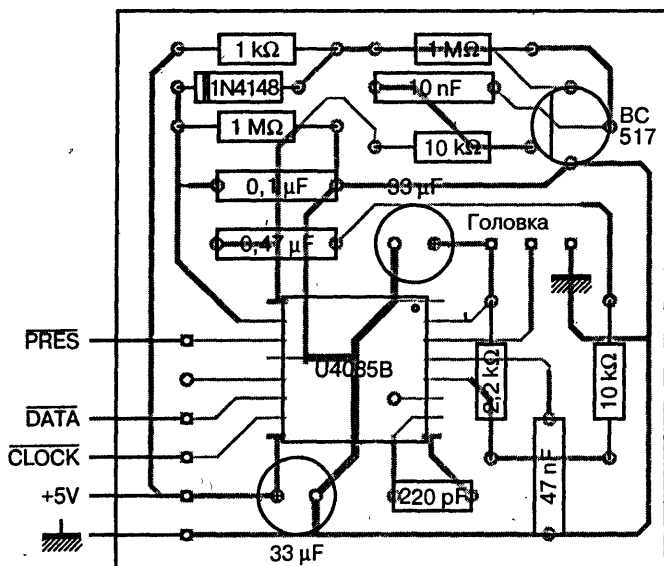 1 kΩ
1 MΩ
1N4148
10 nF
BC
517
1 MΩ
10 kΩ
0,1 µF
33 µF
Головка
0,47 µF
PRES
U4085B
2,2 kΩ
10 kΩ
DATA
CLOCK
+5V
220 pF
47 nF
33 µF